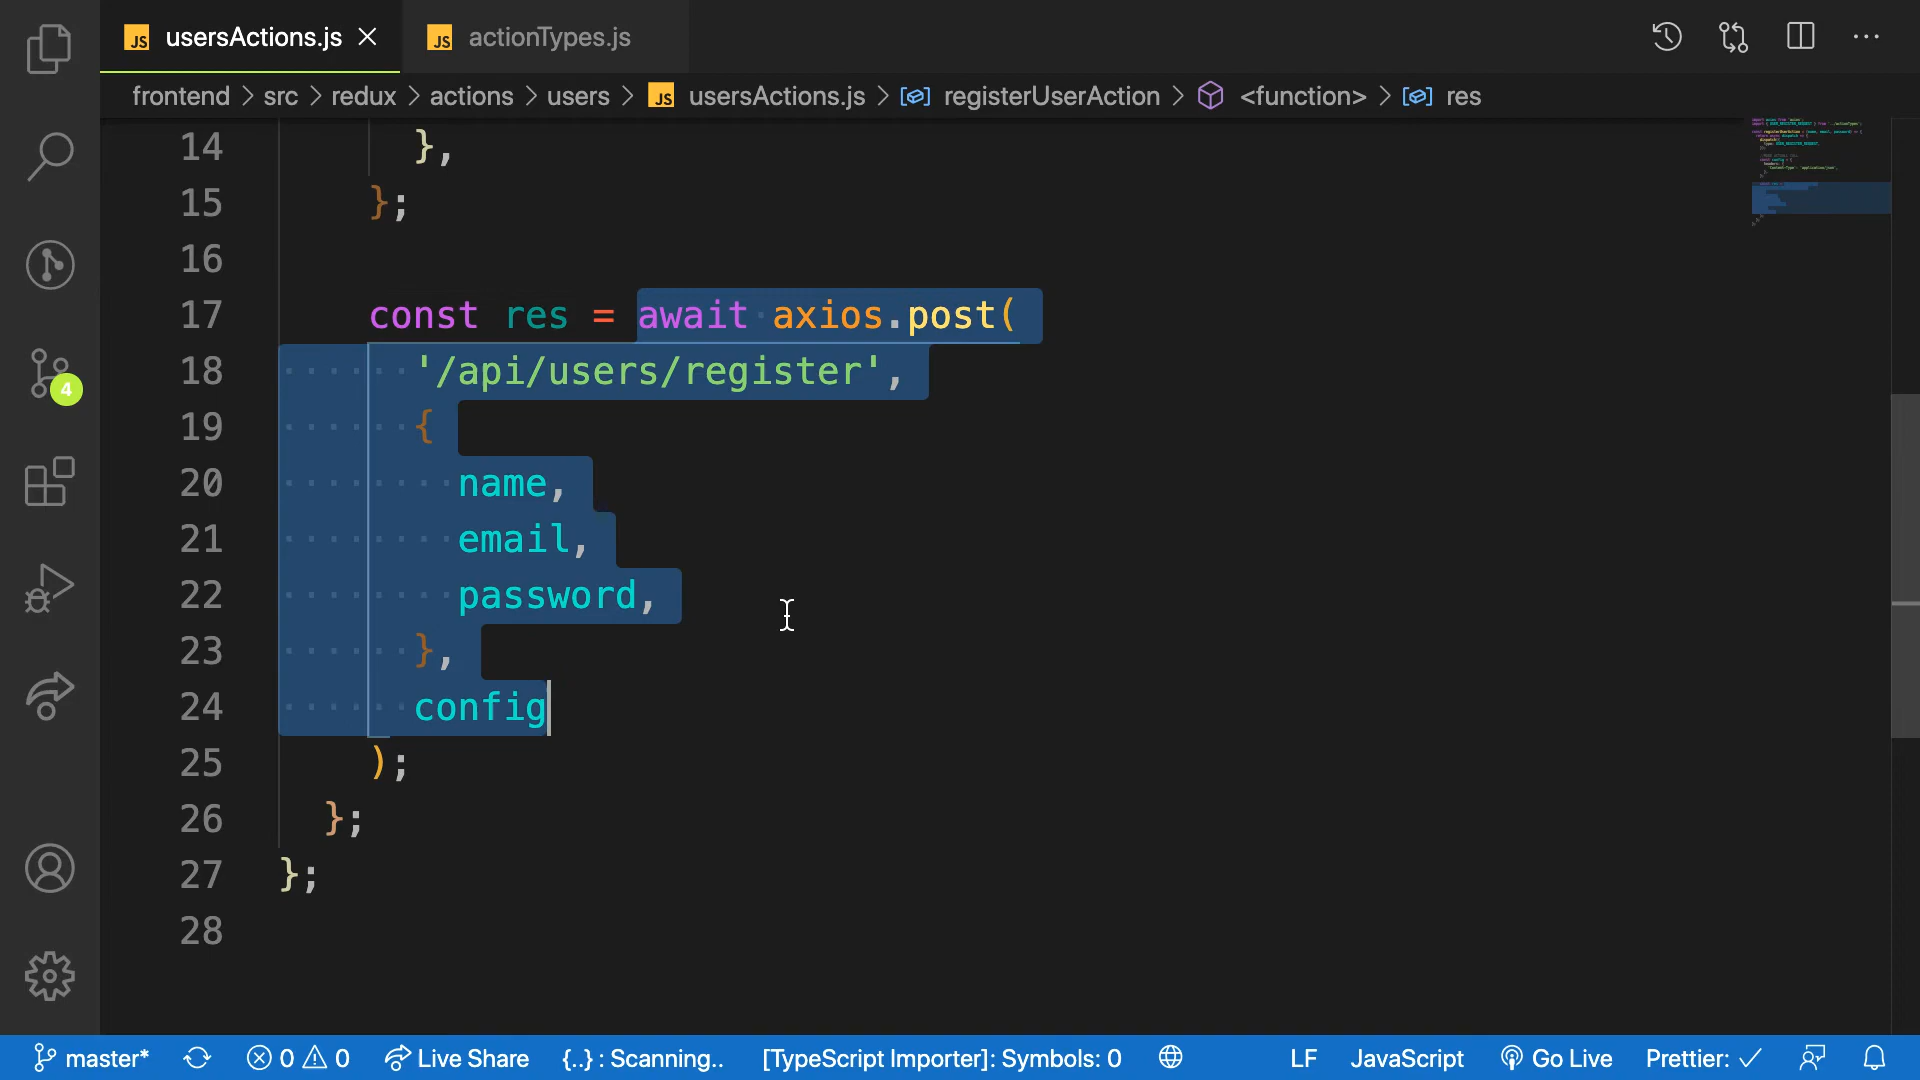 JS usersActions.js
JS actionTypes.js
frontend > src > redux > actions > users > JS usersActions.js > registerUserAction > <function> > res
14 },
15 };
16
17 const res = await axios.post(
18 '/api/users/register',
19 {
20 name,
21 email,
22 password,
23 },
24 config
25 );
26 };
27 };
28
4
master* 0 0 Live Share {..} : Scanning.. [TypeScript Importer]: Symbols: 0 LF JavaScript Go Live Prettier: ✓